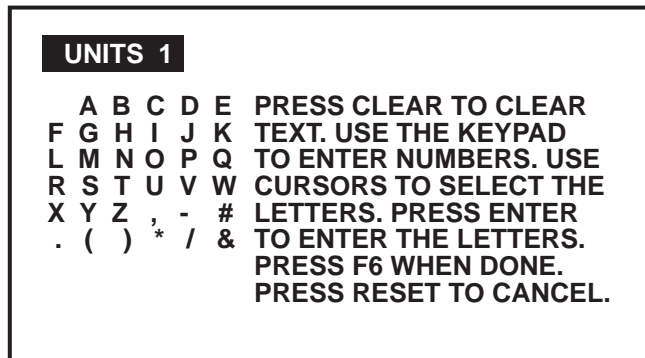 UNITS 1
A B C D E PRESS CLEAR TO CLEAR
F G H I J K TEXT. USE THE KEYPAD
L M N O P Q TO ENTER NUMBERS. USE
R S T U V W CURSORS TO SELECT THE
X Y Z , - # LETTERS. PRESS ENTER
. ( ) * / & TO ENTER THE LETTERS.
PRESS F6 WHEN DONE.
PRESS RESET TO CANCEL.